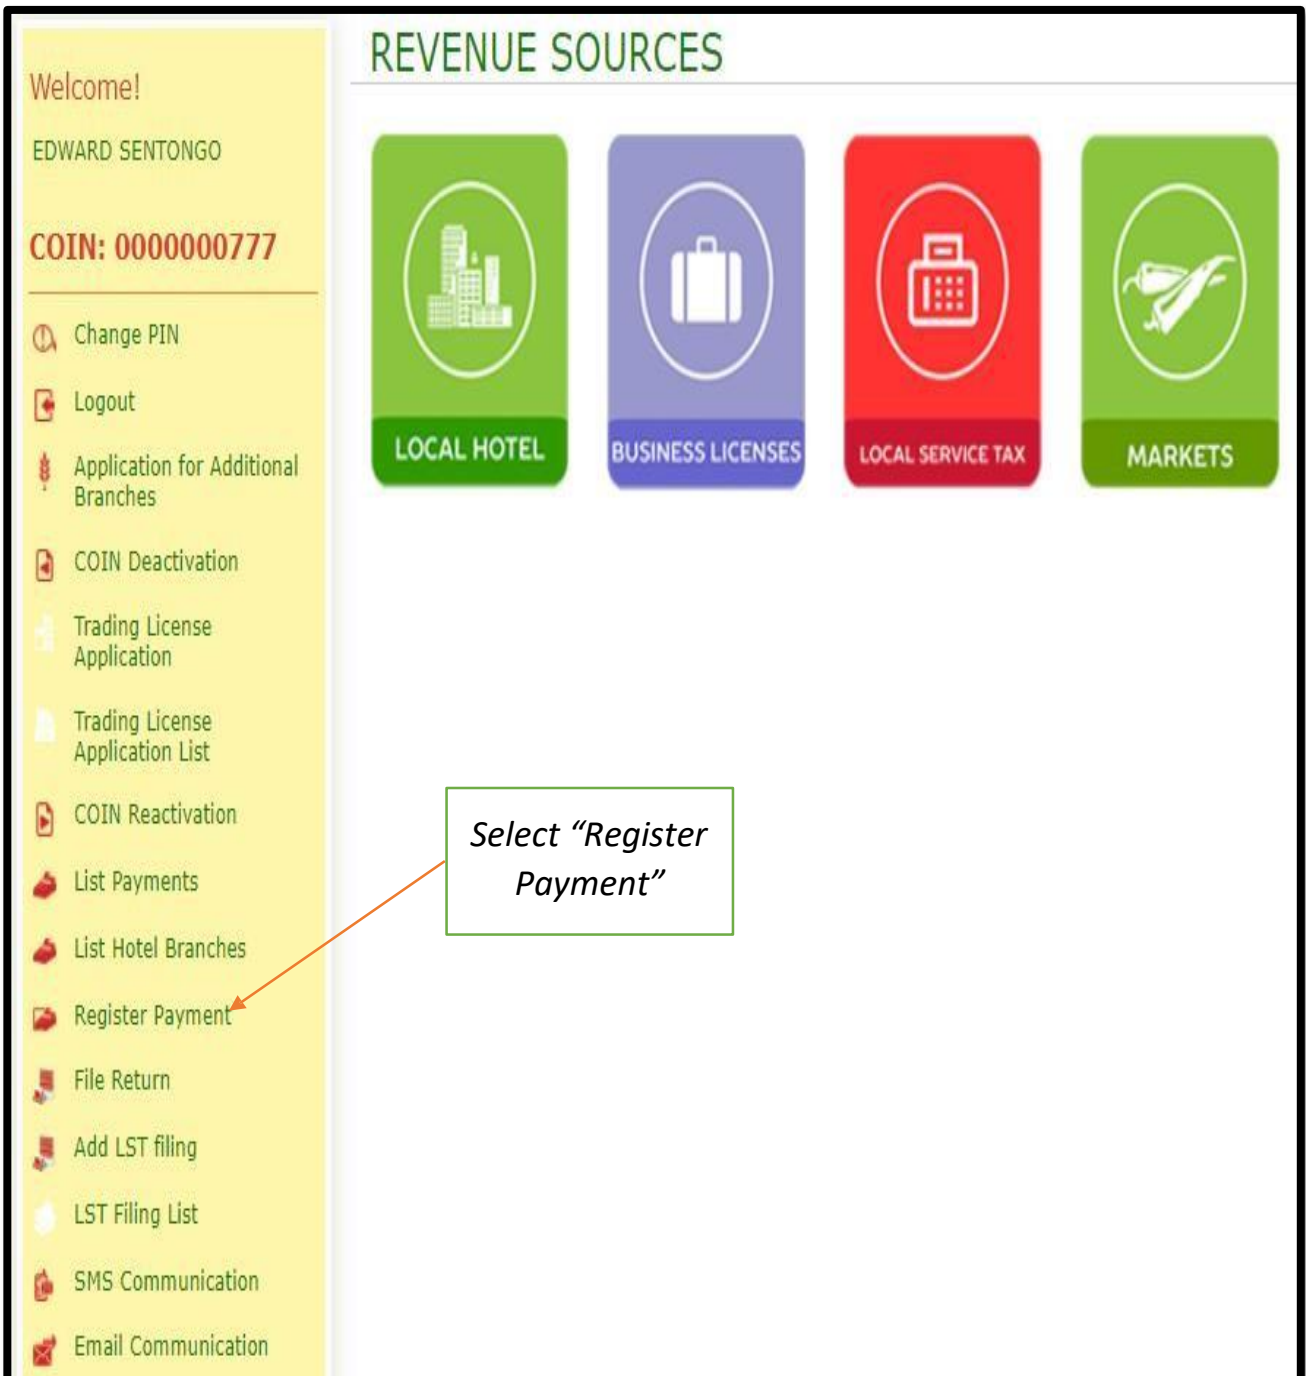 Welcome!
EDWARD SENTONGO
COIN: 0000000777
Change PIN
Logout
Application for Additional
Branches
COIN Deactivation
Trading License
Application
Trading License
Application List
COIN Reactivation
List Payments
List Hotel Branches
Register Payment
File Return
Add LST filing
LST Filing List
SMS Communication
Email Communication
REVENUE SOURCES
LOCAL HOTEL
BUSINESS LICENSES
LOCAL SERVICE TAX
MARKETS
Select “Register
Payment”